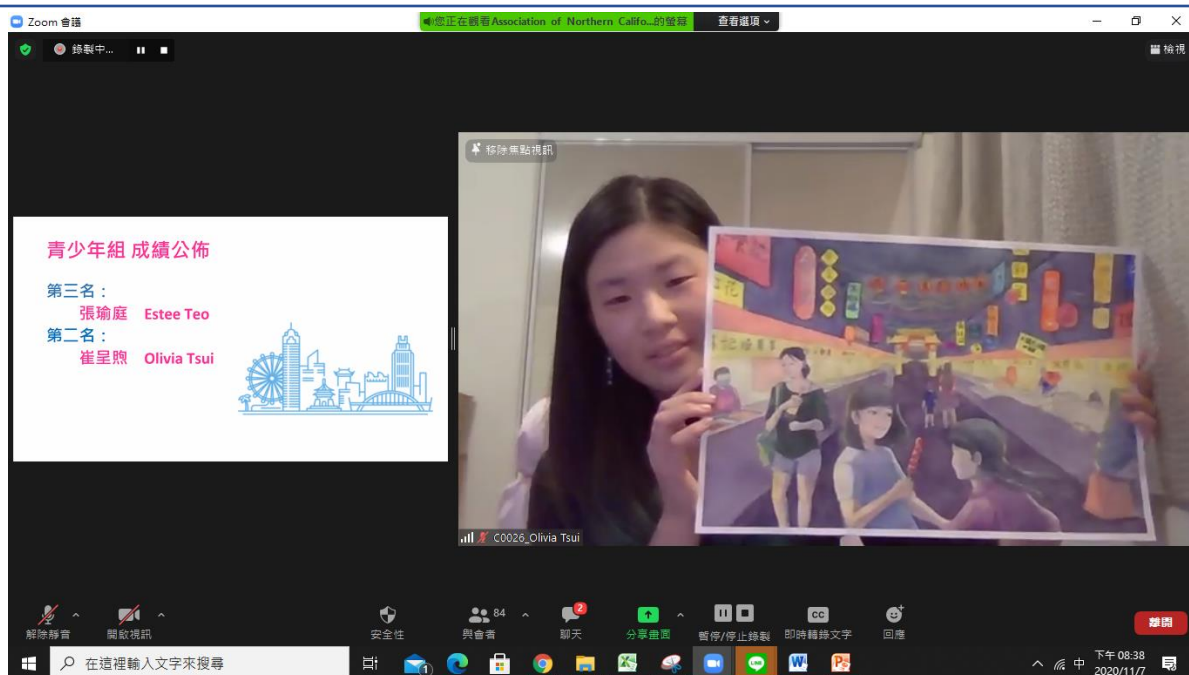 Zoom 會議
您正在觀看Association of Northern Califo...的螢幕
查看選項
錄製中...
檢視
移除焦點視訊
青少年組 成績公佈
第三名：
張瑜庭 Estee Teo
第二名：
崔呈煦 Olivia Tsui
C0026_Olivia Tsui
解除靜音
開啟視訊
安全性
84
與會者
2
聊天
分享畫面
暫停/停止錄製
CC
即時轉錄文字
回應
離開
在這裡輸入文字來搜尋
1
中
下午 08:38
2020/11/7